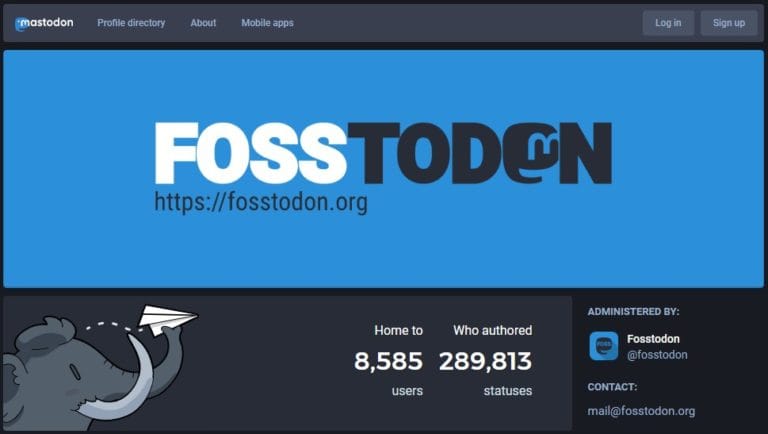 mastodon Profile directory About Mobile apps Log in Sign up
FOSSTODON
https://fosstodon.org
Home to Who authored
8,585 289,813
users statuses
ADMINISTERED BY:
FOSS
Fosstodon
@fosstodon
CONTACT:
mail@fosstodon.org